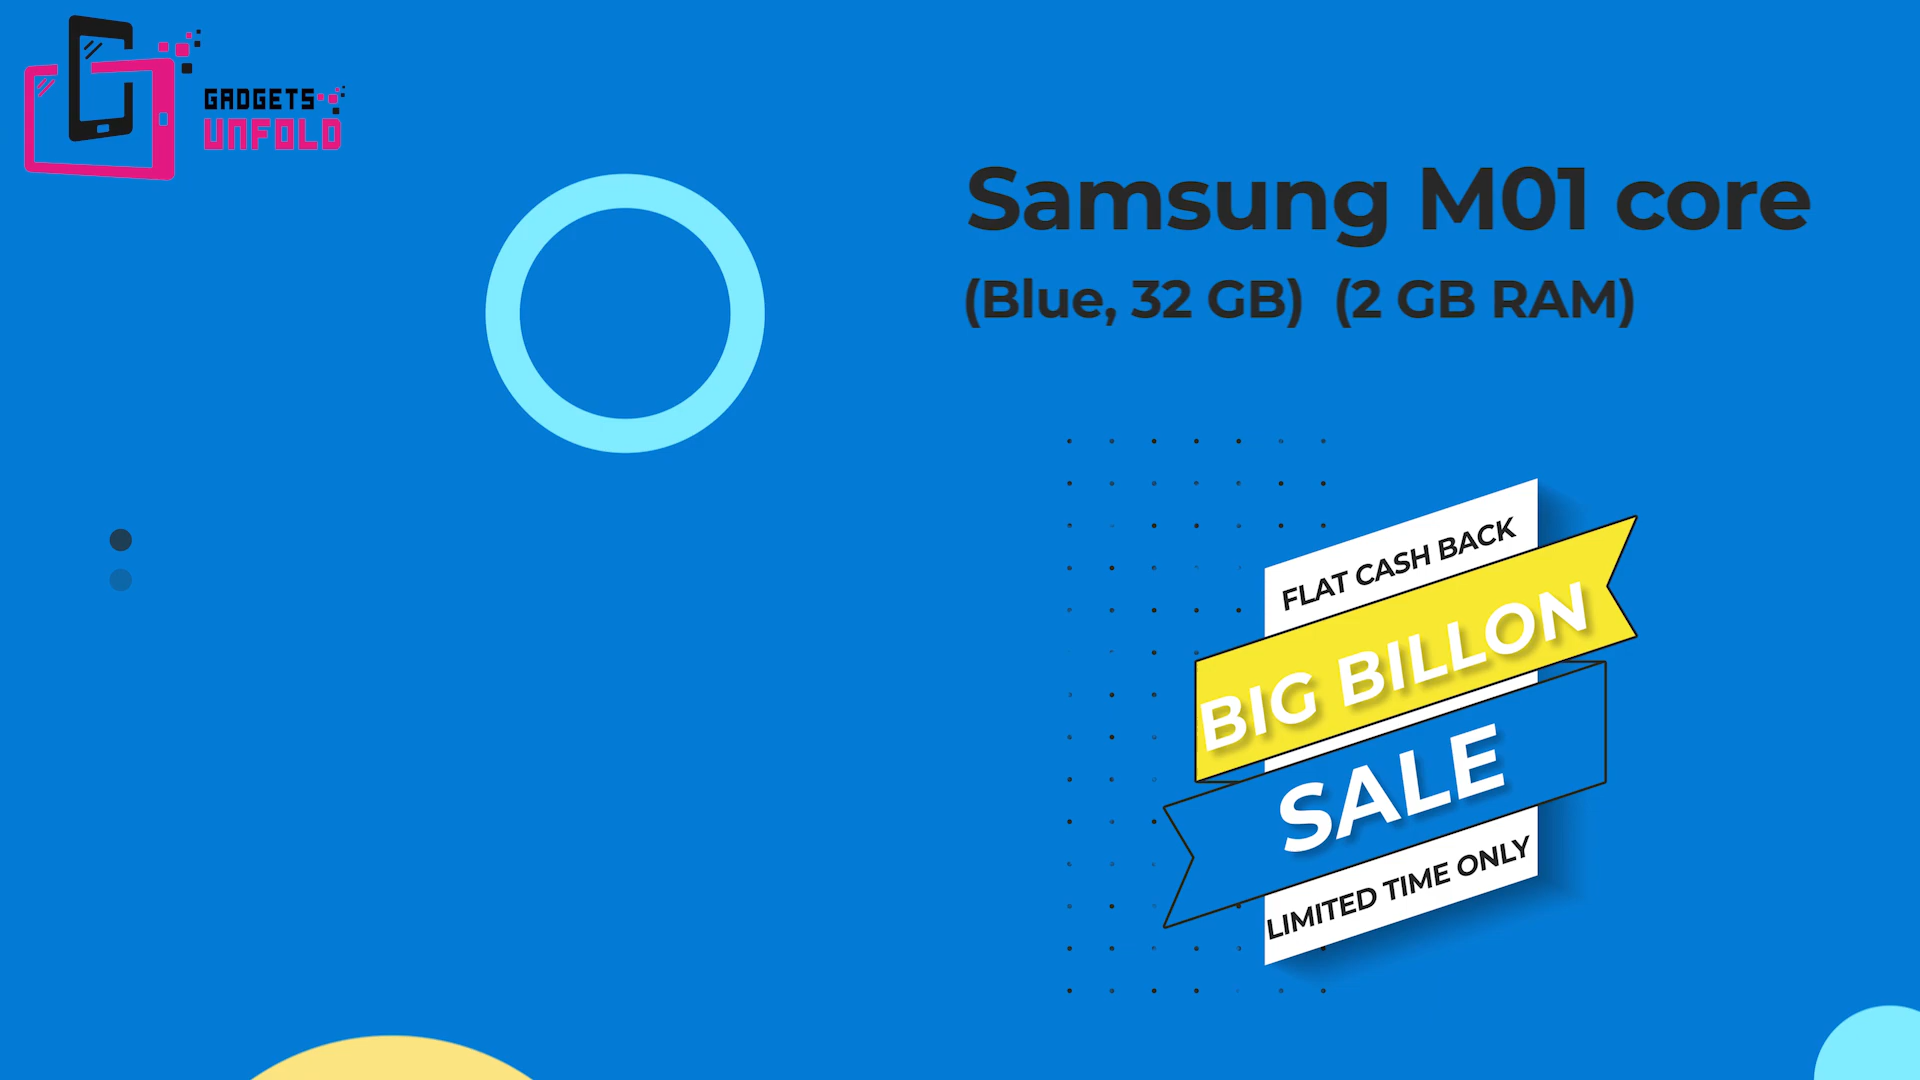 GADGETS
UNFOLD
Samsung M01 core
(Blue, 32 GB) (2 GB RAM)
FLAT CASH BACK
BIG BILLON
SALE
LIMITED TIME ONLY